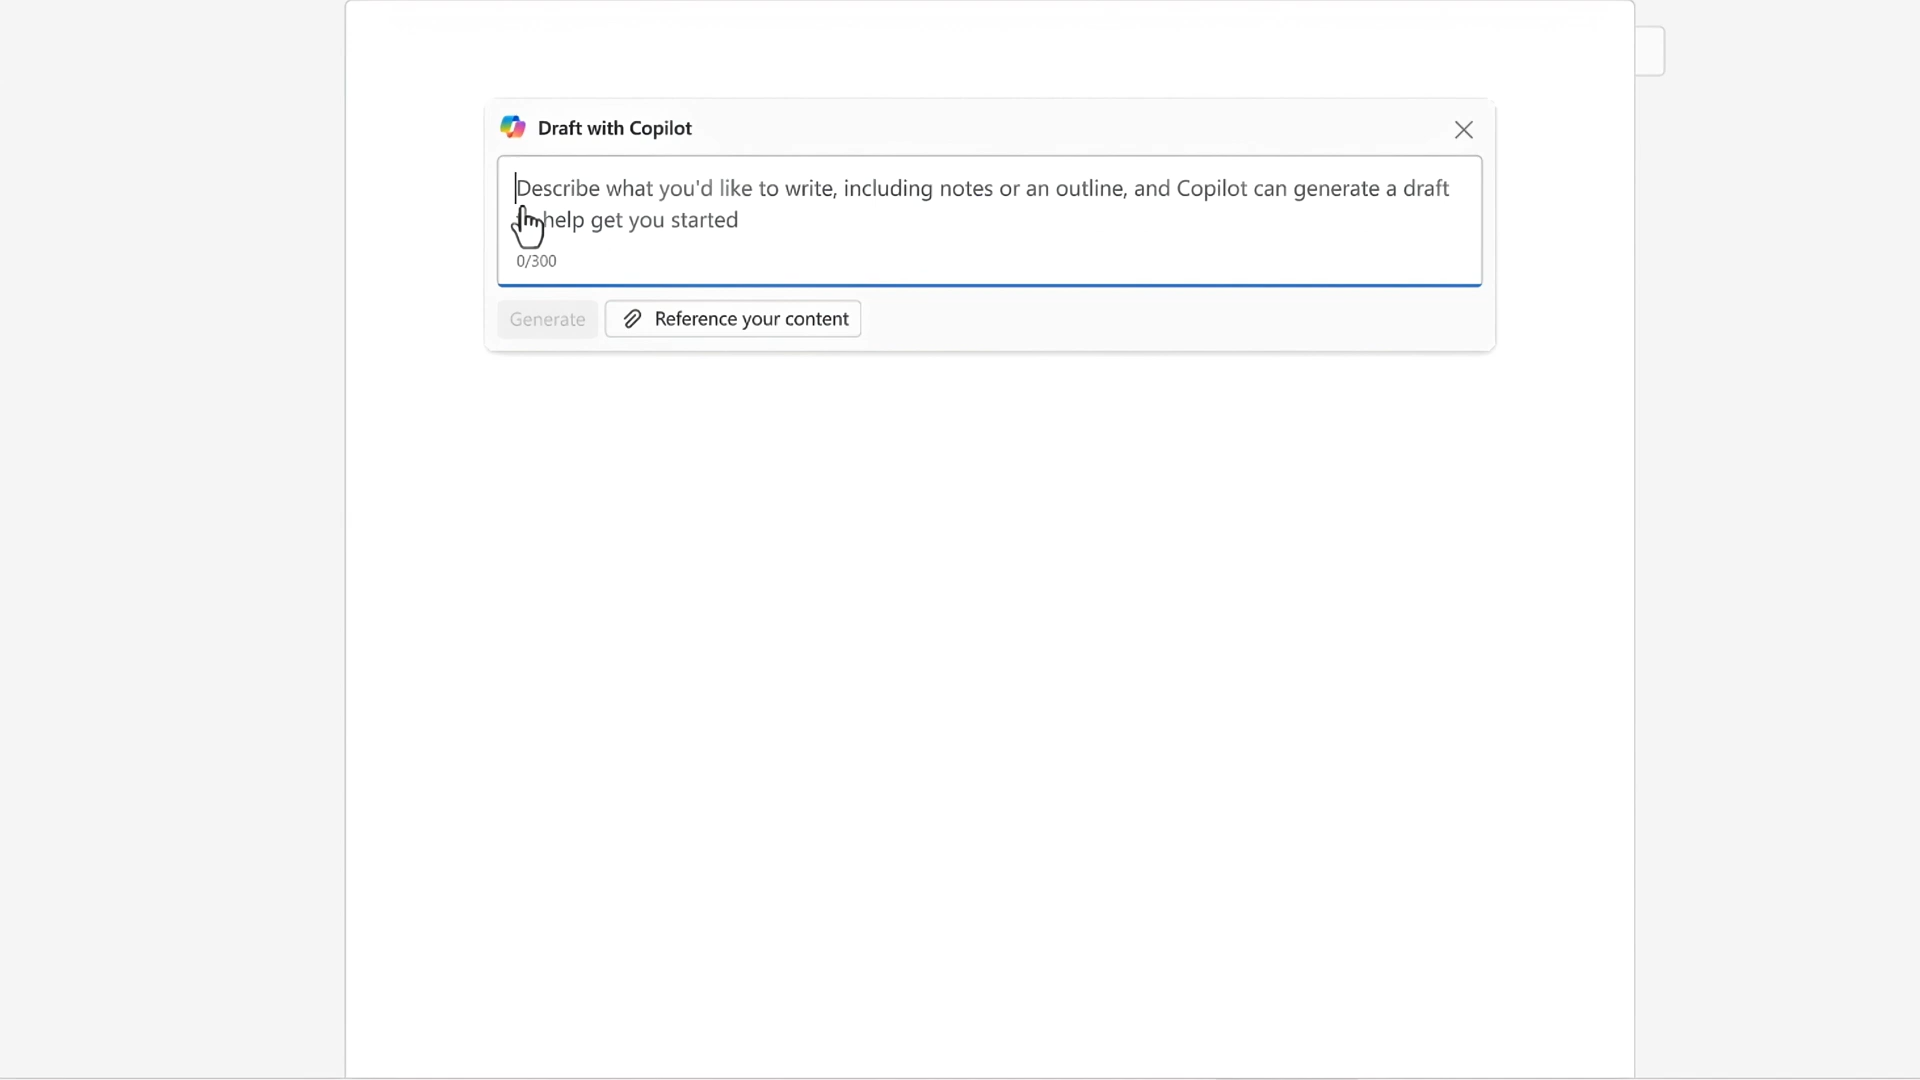 Draft with Copilot
Describe what you'd like to write, including notes or an outline, and Copilot can generate a draft
help get you started
0/300
Generate
Reference your content